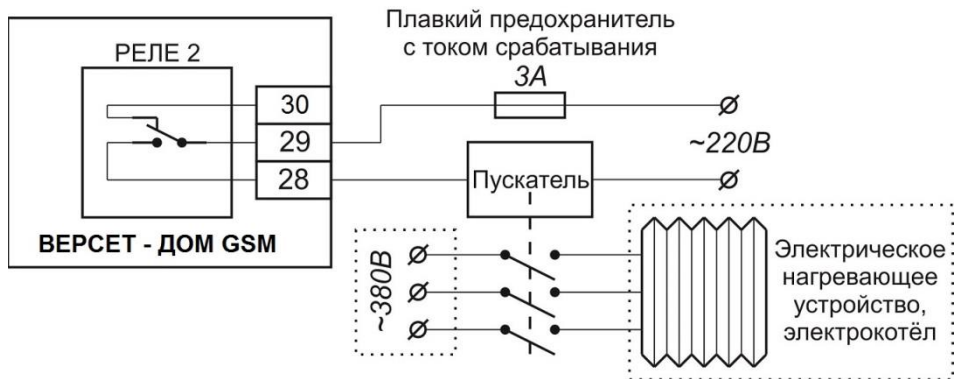 Плавкий предохранитель
с током срабатывания
3А
РЕЛЕ 2
30
29
28
~220В
Пускатель
ВЕРСЕТ - ДОМ GSM
~380В
Электрическое
нагревающее
устройство,
электрокотёл